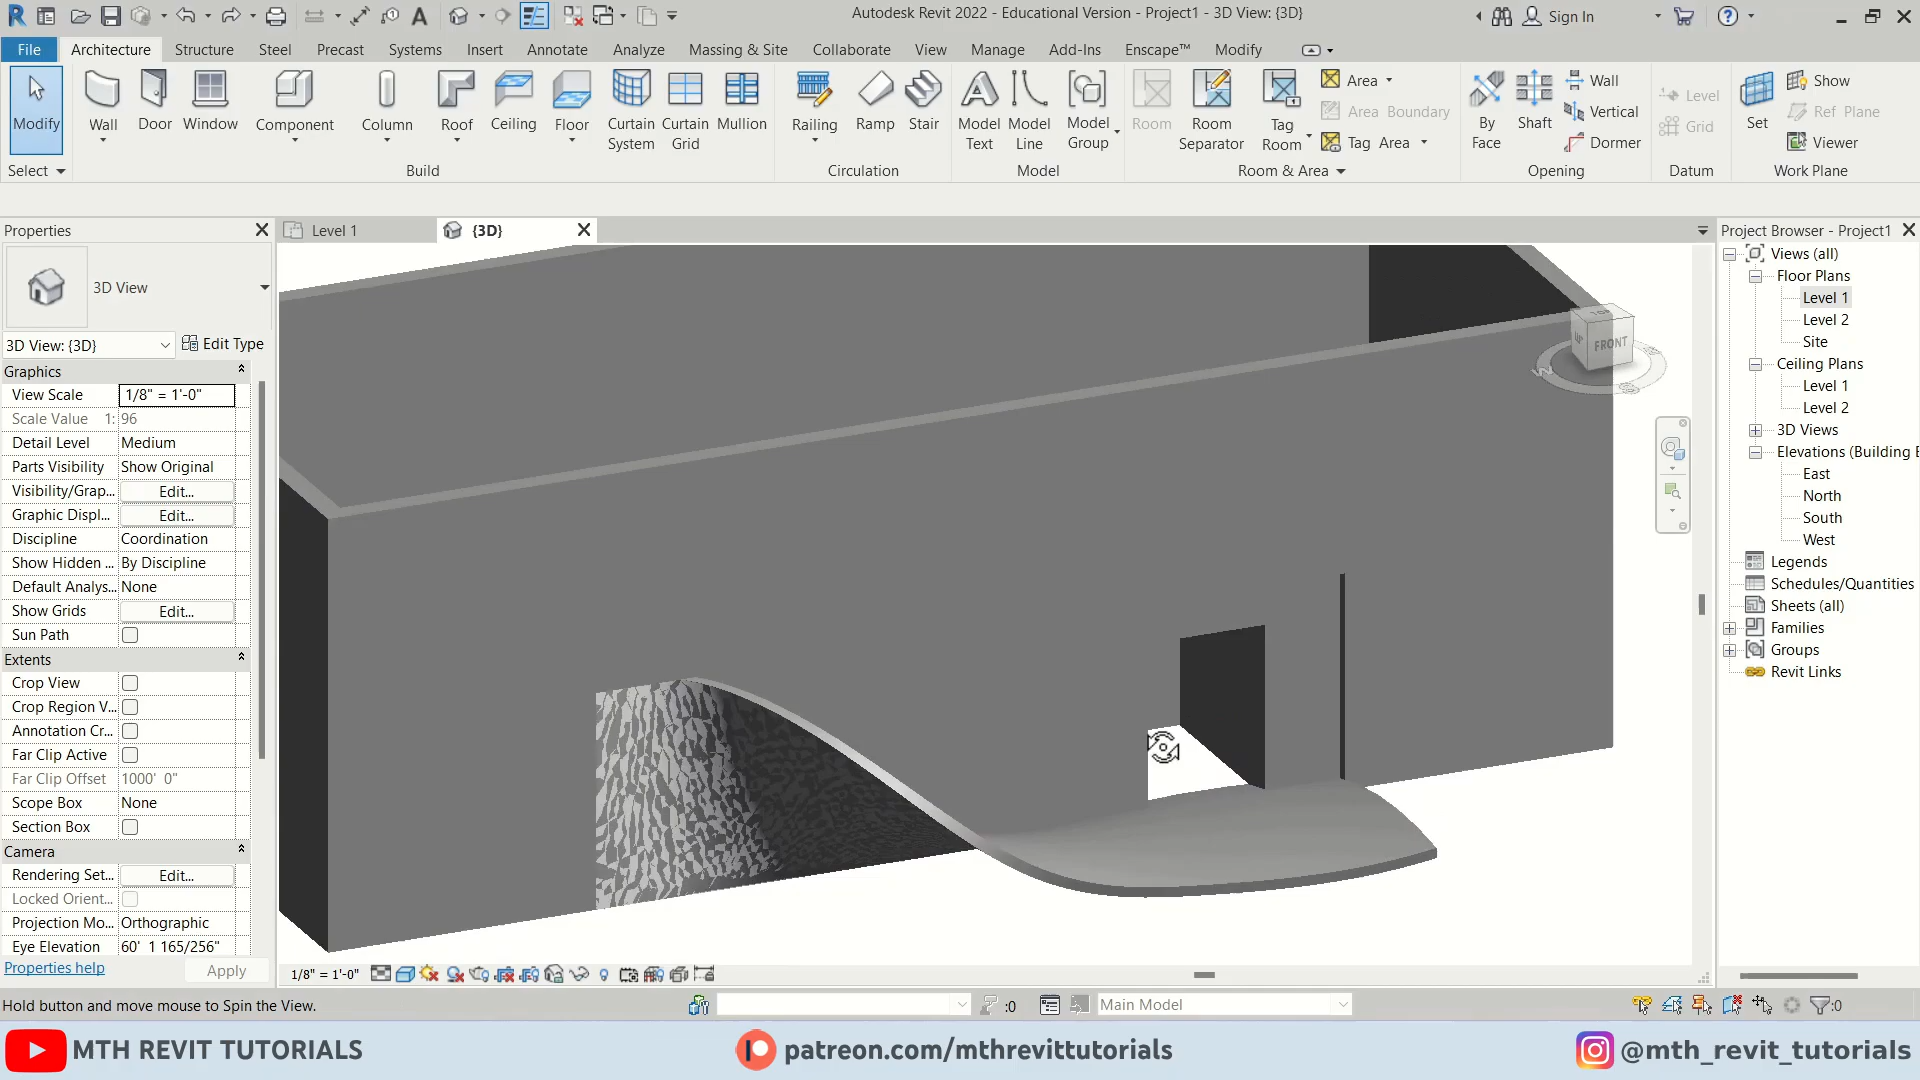 Autodesk Revit 2022 - Educational Version - Project1 - 3D View: {3D}
Sign In
File Architecture Structure Steel Precast Systems Insert Annotate Analyze Massing & Site Collaborate View Manage Add-Ins Enscape™ Modify
Modify
Wall
Door
Window
Component
Column
Roof
Ceiling
Floor
Curtain System
Curtain Grid
Mullion
Railing
Ramp
Stair
Model Text
Model Line
Model Group
Room
Room Separator
Tag Room
Area
Area Boundary
Tag Area
By Face
Shaft
Wall
Vertical
Dormer
Level
Grid
Set
Show
Ref Plane
Viewer
Select
Build
Circulation
Model
Room & Area
Opening
Datum
Work Plane
Properties
Level 1
{3D}
Project Browser - Project1
3D View
3D View: {3D}
Edit Type
Graphics
View Scale 1/8" = 1'-0"
Scale Value 1: 96
Detail Level Medium
Parts Visibility Show Original
Visibility/Grap... Edit...
Graphic Displ... Edit...
Discipline Coordination
Show Hidden ... By Discipline
Default Analys... None
Show Grids Edit...
Sun Path
Extents
Crop View
Crop Region V...
Annotation Cr...
Far Clip Active
Far Clip Offset 1000' 0"
Scope Box None
Section Box
Camera
Rendering Set... Edit...
Locked Orient...
Projection Mo... Orthographic
Eye Elevation 60' 1 165/256"
Properties help
Apply
FRONT
Views (all)
Floor Plans
Level 1
Level 2
Site
Ceiling Plans
Level 1
Level 2
3D Views
Elevations (Building E
East
North
South
West
Legends
Schedules/Quantities
Sheets (all)
Families
Groups
Revit Links
1/8" = 1'-0"
Hold button and move mouse to Spin the View.
:0
Main Model
:0
MTH REVIT TUTORIALS
patreon.com/mthrevittutorials
@mth_revit_tutorials